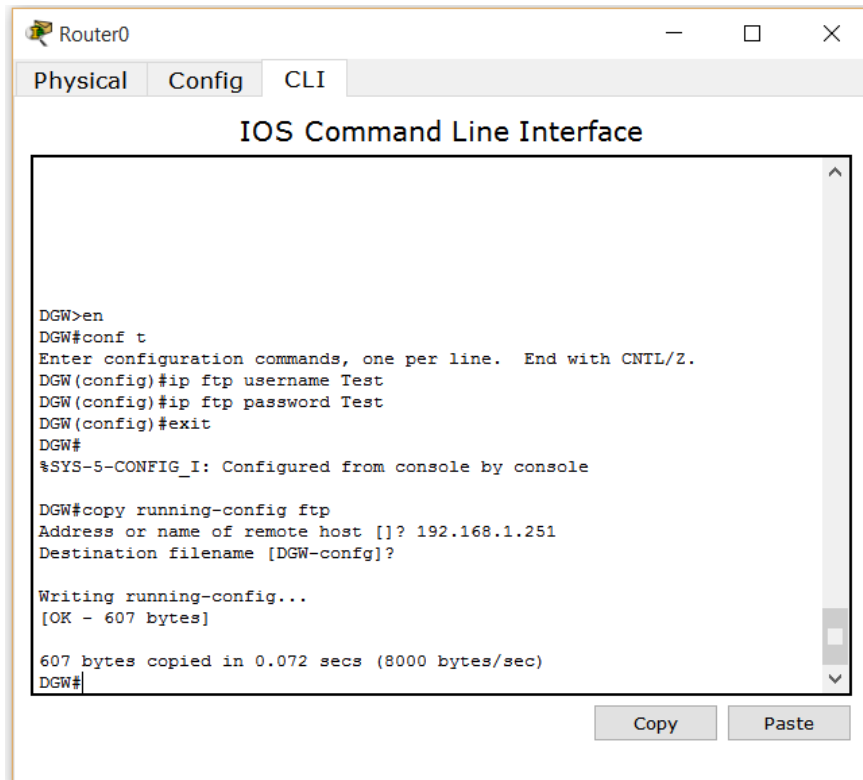 Router0
Physical Config CLI
IOS Command Line Interface
DGW>en
DGW#conf t
Enter configuration commands, one per line.  End with CNTL/Z.
DGW(config)#ip ftp username Test
DGW(config)#ip ftp password Test
DGW(config)#exit
DGW#
%SYS-5-CONFIG_I: Configured from console by console
DGW#copy running-config ftp
Address or name of remote host []? 192.168.1.251
Destination filename [DGW-confg]?
Writing running-config...
[OK - 607 bytes]
607 bytes copied in 0.072 secs (8000 bytes/sec)
DGW#
Copy Paste